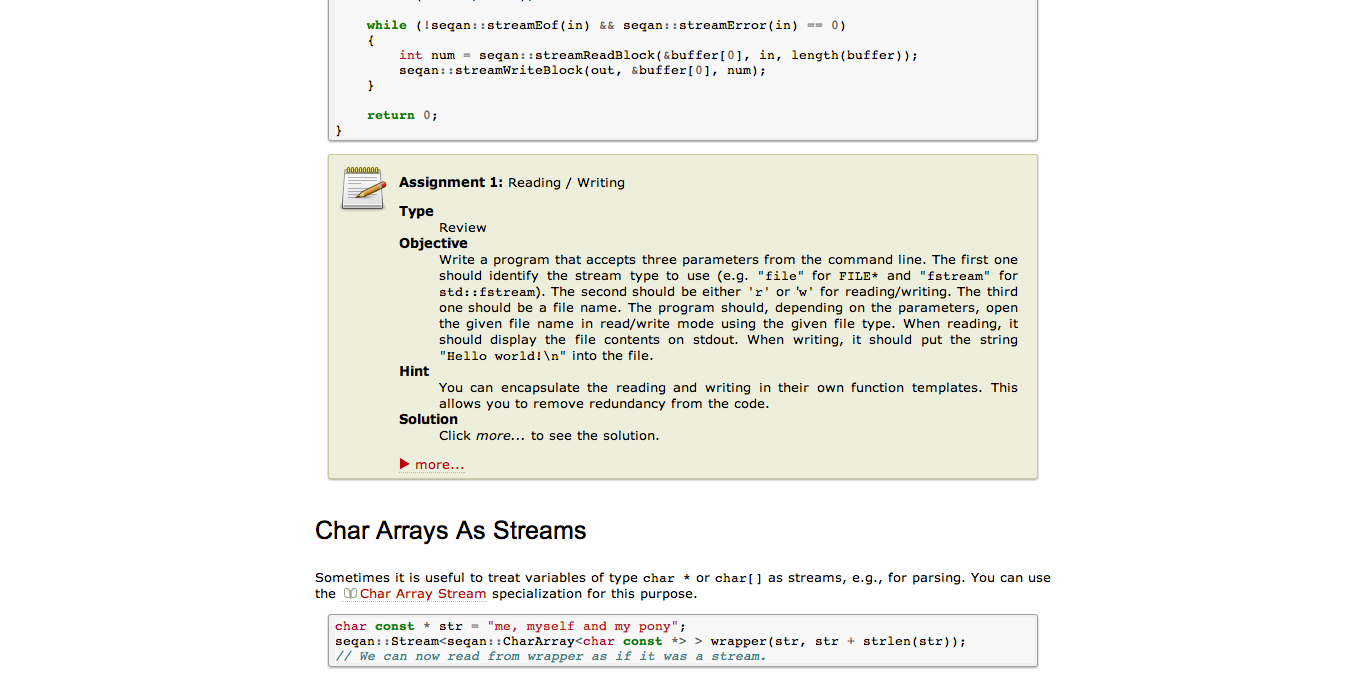 while (!seqan::streamEof(in) && seqan::streamError(in) == 0)
{
int num = seqan::streamReadBlock(&buffer[0], in, length(buffer));
seqan::streamWriteBlock(out, &buffer[0], num);
}
return 0;
}
Assignment 1: Reading / Writing
Type
Review
Objective
Write a program that accepts three parameters from the command line. The first one
should identify the stream type to use (e.g. "file" for FILE* and "fstream" for
std::fstream). The second should be either 'r' or 'w' for reading/writing. The third
one should be a file name. The program should, depending on the parameters, open
the given file name in read/write mode using the given file type. When reading, it
should display the file contents on stdout. When writing, it should put the string
"Hello world!\n" into the file.
Hint
You can encapsulate the reading and writing in their own function templates. This
allows you to remove redundancy from the code.
Solution
Click more... to see the solution.
more...
Char Arrays As Streams
Sometimes it is useful to treat variables of type char * or char[] as streams, e.g., for parsing. You can use
the Char Array Stream specialization for this purpose.
char const * str = "me, myself and my pony";
seqan::Stream<seqan::CharArray<char const *> > wrapper(str, str + strlen(str));
// We can now read from wrapper as if it was a stream.